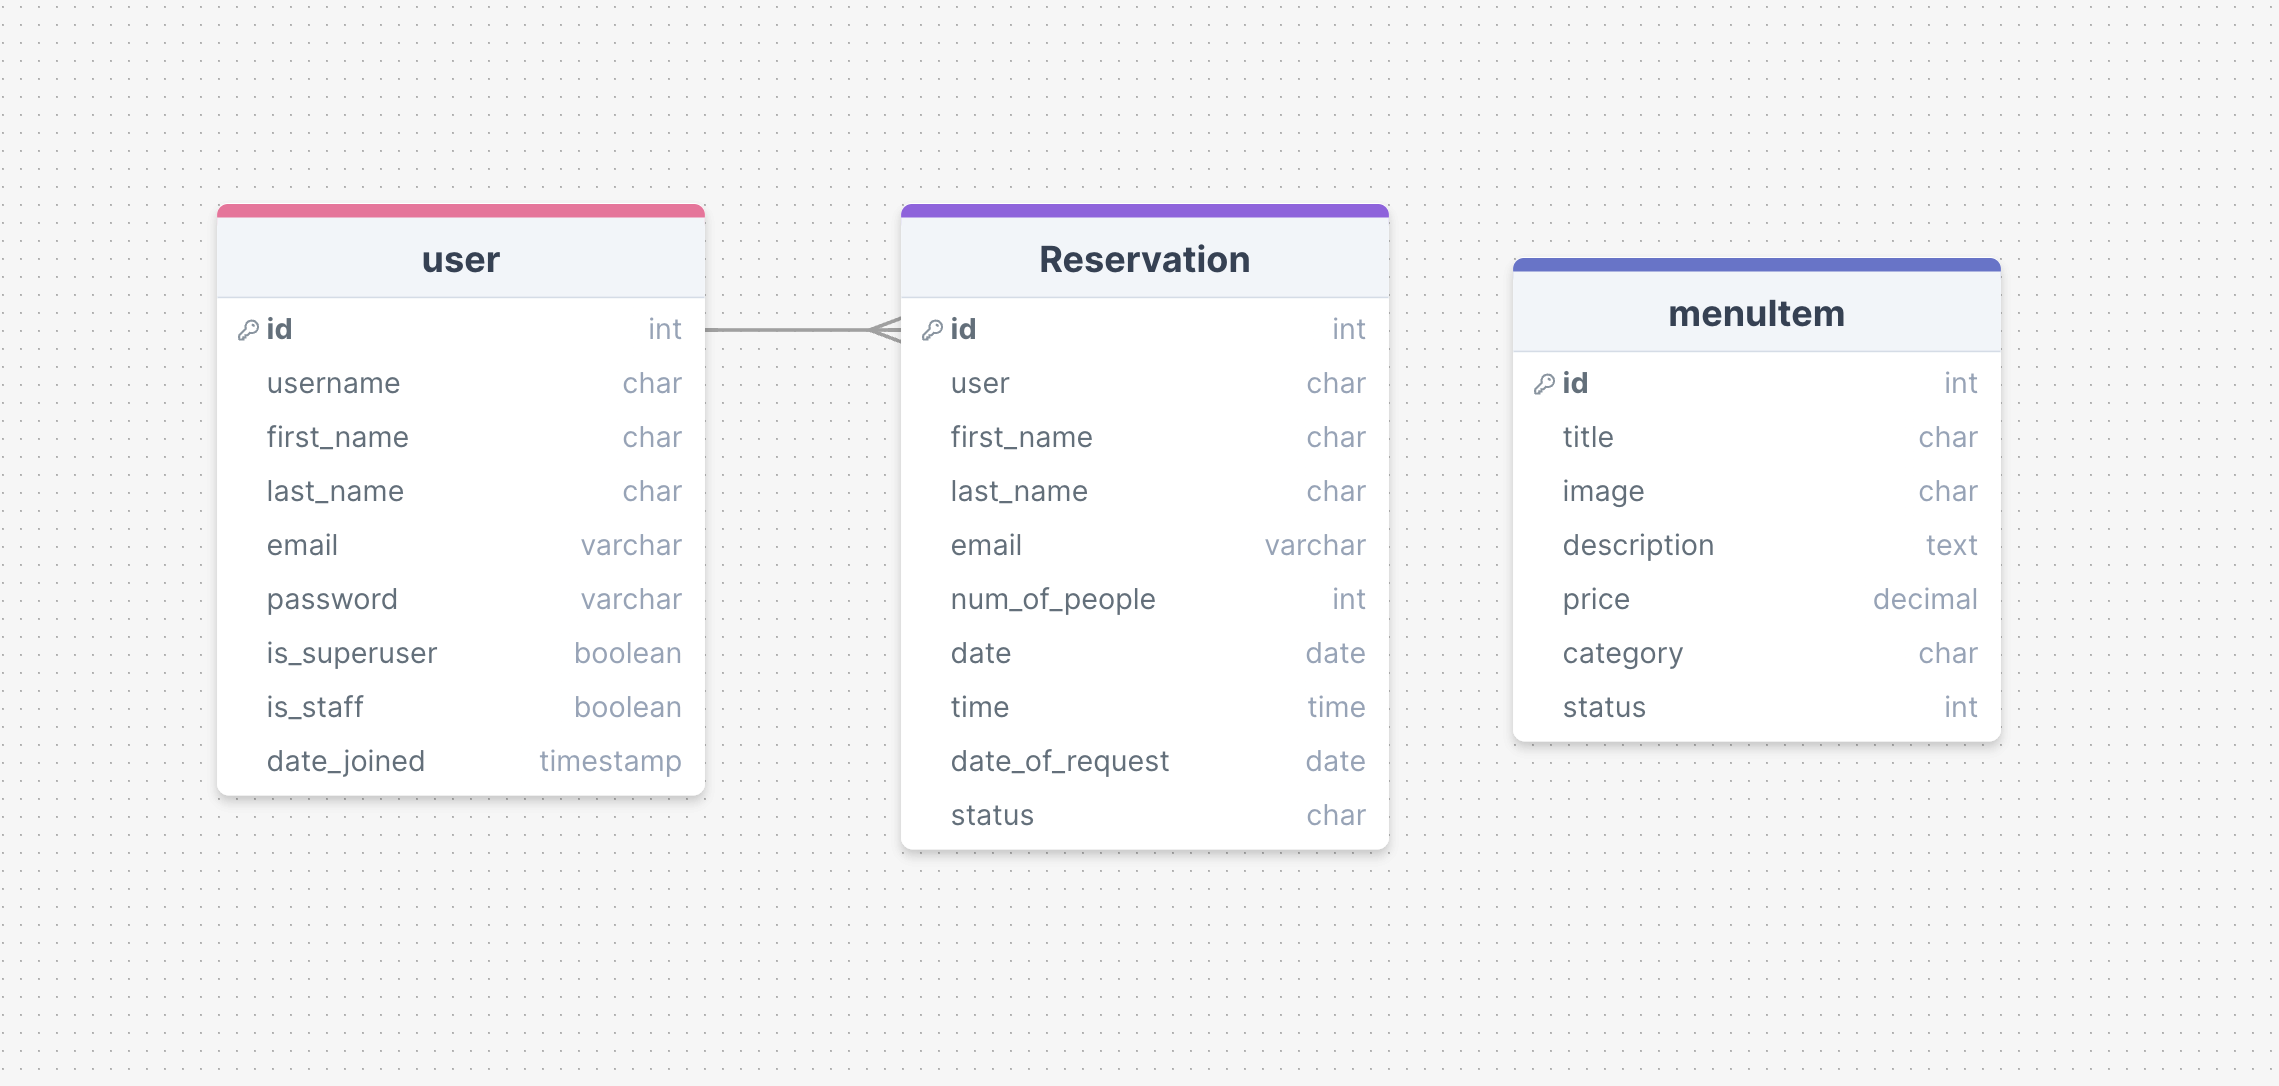 user
id int
username char
first_name char
last_name char
email varchar
password varchar
is_superuser boolean
is_staff boolean
date_joined timestamp
Reservation
id int
user char
first_name char
last_name char
email varchar
num_of_people int
date date
time time
date_of_request date
status char
menuItem
id int
title char
image char
description text
price decimal
category char
status int